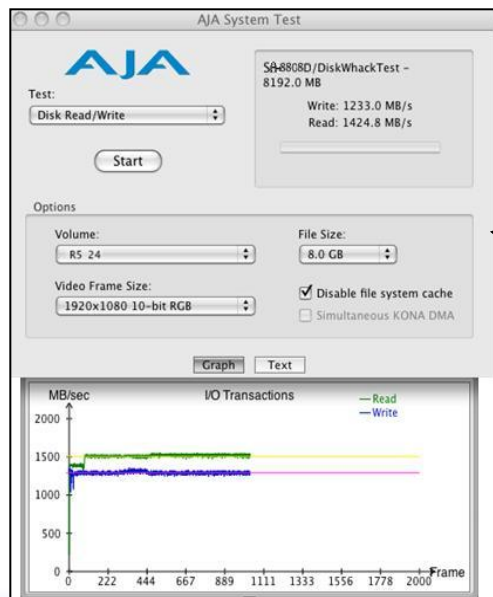 AJA System Test
AJA
Test:
Disk Read/Write
Start
SA-8808D/DiskWhackTest -
8192.0 MB
Write: 1233.0 MB/s
Read: 1424.8 MB/s
Options
Volume:
R5 24
File Size:
8.0 GB
Video Frame Size:
1920x1080 10-bit RGB
Disable file system cache
Simultaneous KONA DMA
Graph
Text
MB/sec
I/O Transactions
Read
Write
2000
1500
1000
500
0
0 222 444 667 889 1111 1333 1556 1778 2000
Frame